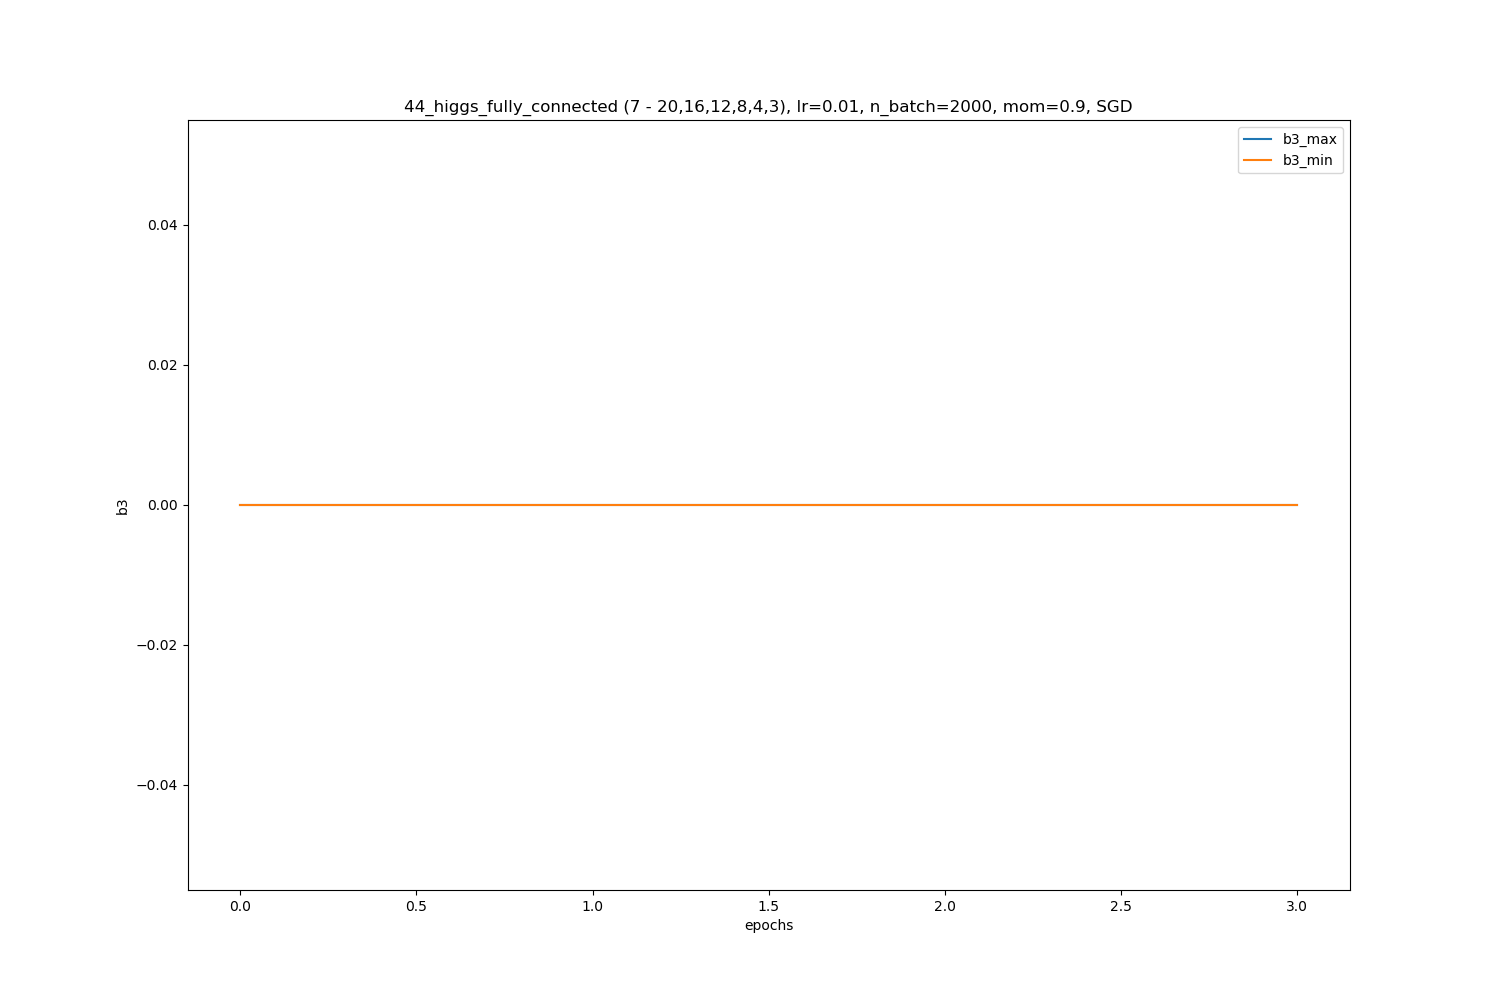 44_higgs_fully_connected (7 - 20,16,12,8,4,3), lr=0.01, n_batch=2000, mom=0.9, SGD
b3_max
b3_min
0.04
0.02
0.00
−0.02
−0.04
b3
0.0 0.5 1.0 1.5 2.0 2.5 3.0
epochs